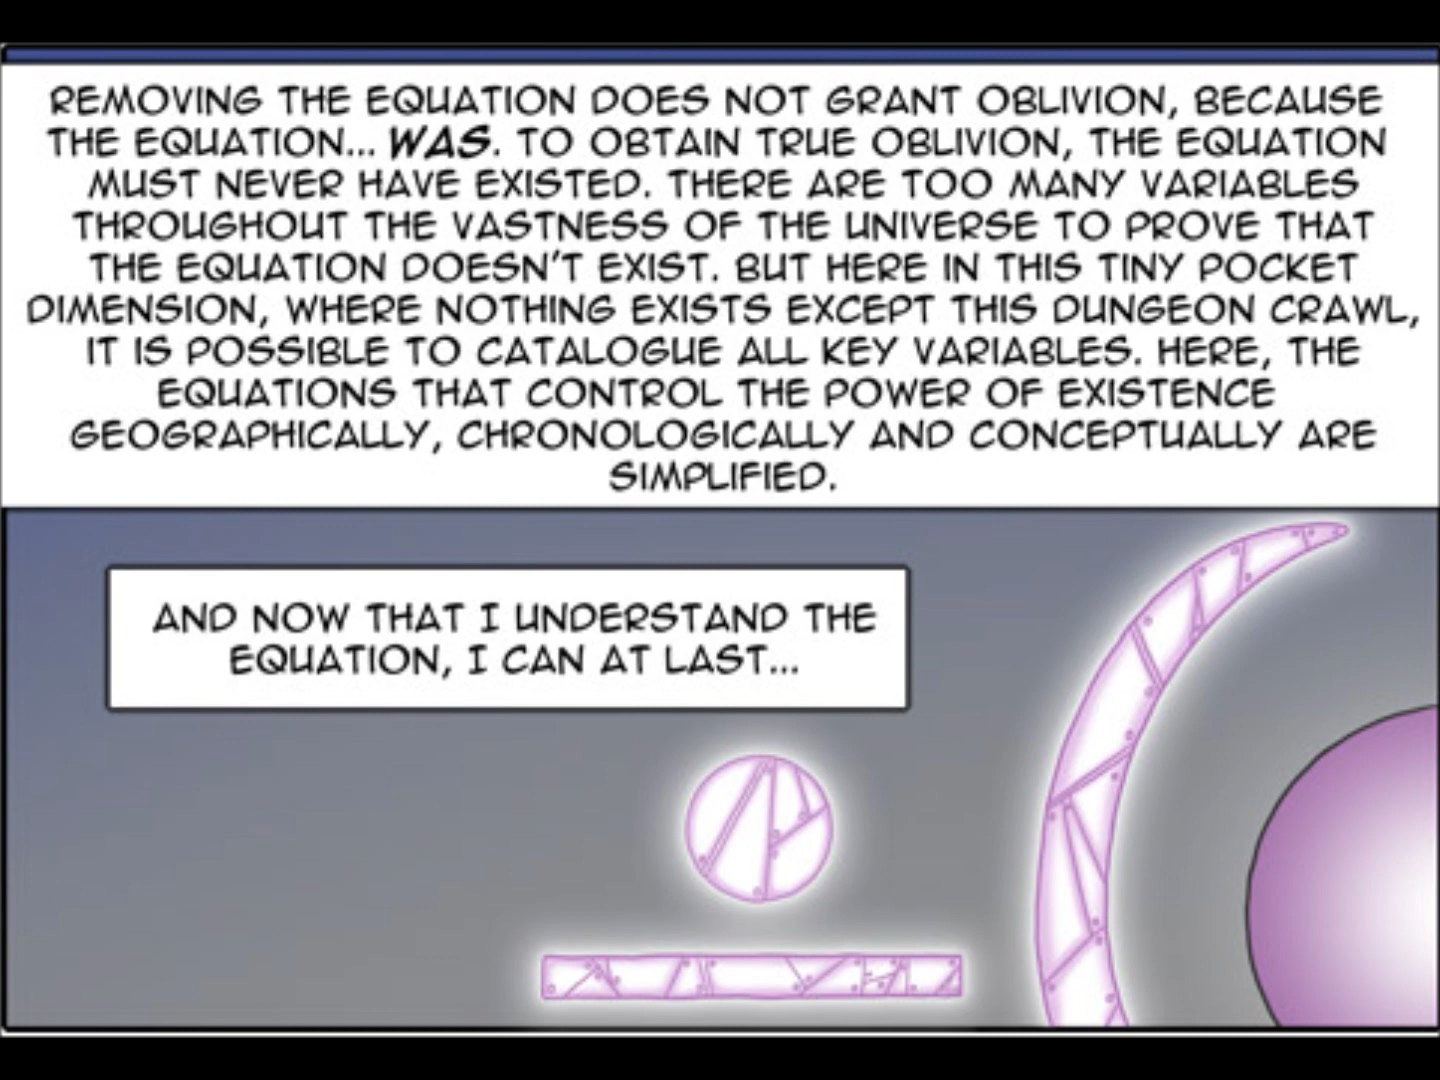 REMOVING THE EQUATION DOES NOT GRANT OBLIVION, BECAUSE
THE EQUATION... WAS. TO OBTAIN TRUE OBLIVION, THE EQUATION
MUST NEVER HAVE EXISTED. THERE ARE TOO MANY VARIABLES
THROUGHOUT THE VASTNESS OF THE UNIVERSE TO PROVE THAT
THE EQUATION DOESN'T EXIST. BUT HERE IN THIS TINY POCKET
DIMENSION, WHERE NOTHING EXISTS EXCEPT THIS DUNGEON CRAWL,
IT IS POSSIBLE TO CATALOGUE ALL KEY VARIABLES. HERE, THE
EQUATIONS THAT CONTROL THE POWER OF EXISTENCE
GEOGRAPHICALLY, CHRONOLOGICALLY AND CONCEPTUALLY ARE
SIMPLIFIED.
AND NOW THAT I UNDERSTAND THE
EQUATION, I CAN AT LAST...